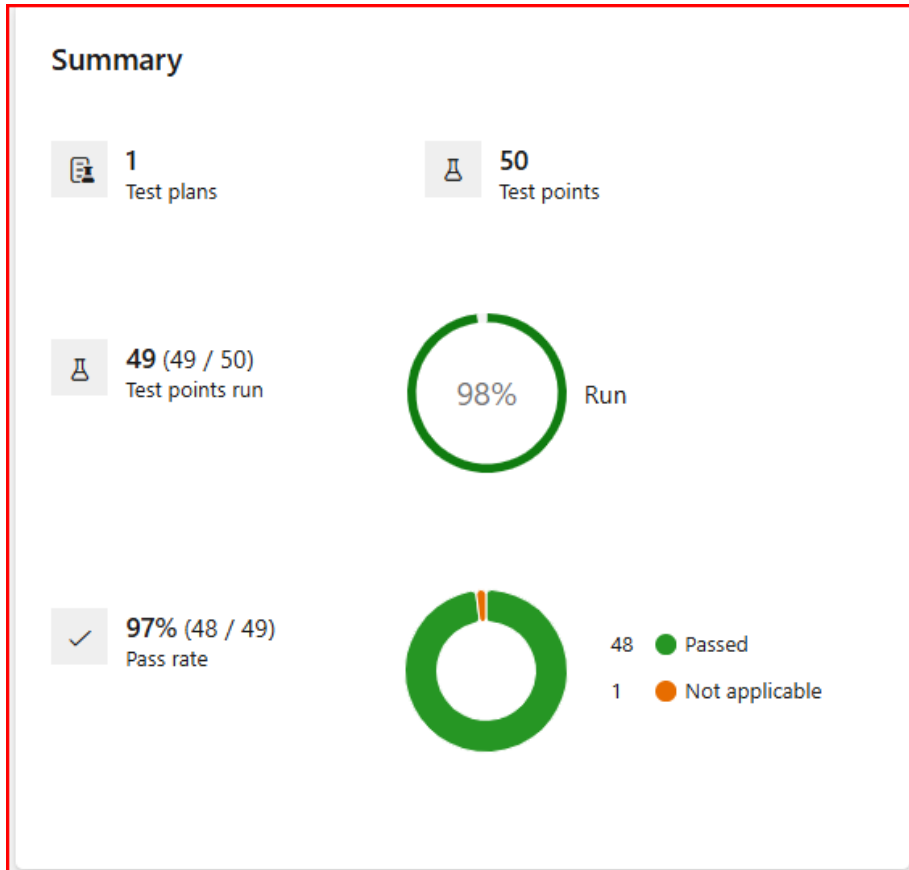 Summary
1
Test plans
50
Test points
49 (49 / 50)
Test points run
98%
Run
97% (48 / 49)
Pass rate
48 Passed
1 Not applicable